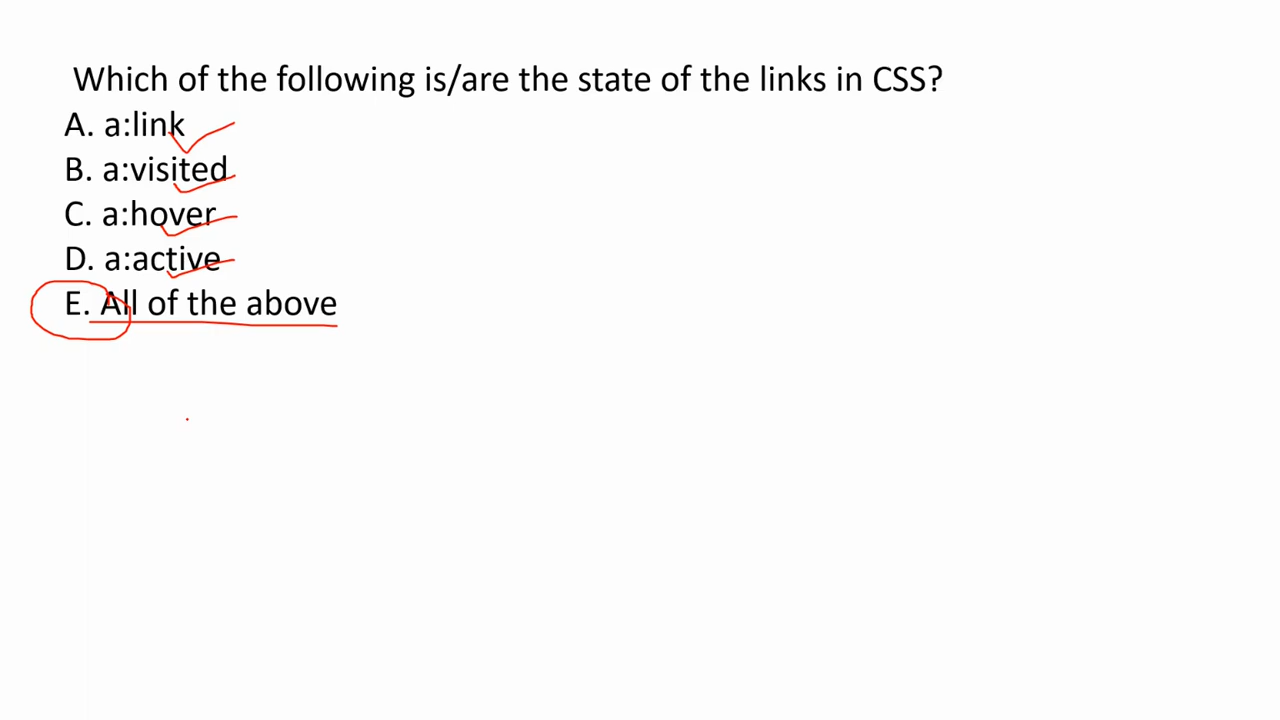 Which of the following is/are the state of the links in CSS?
A. a:link
B. a:visited
C. a:hover
D. a:active
E. All of the above